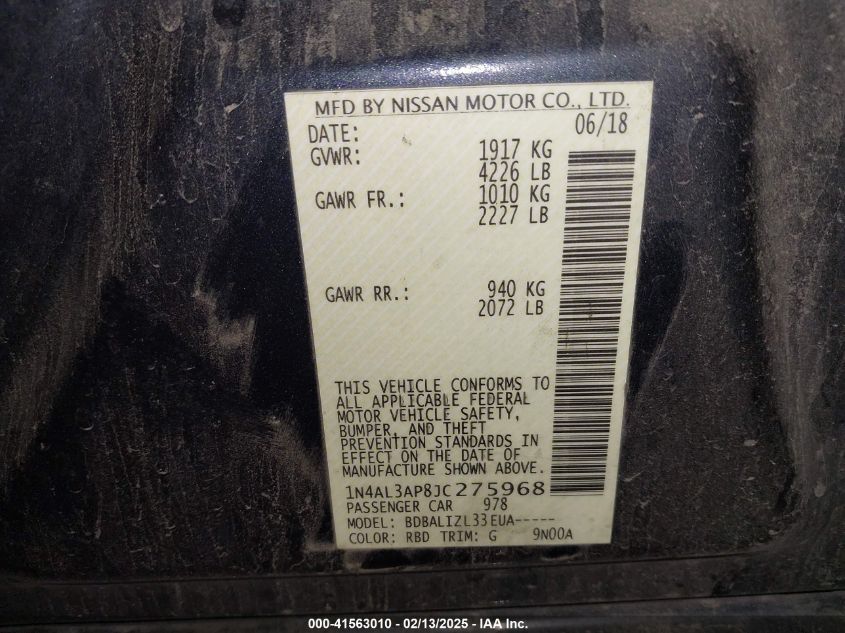 MFD BY NISSAN MOTOR CO., LTD.
DATE: 06/18
GVWR: 1917 KG
4226 LB
GAWR FR.: 1010 KG
2227 LB
GAWR RR.: 940 KG
2072 LB
THIS VEHICLE CONFORMS TO
ALL APPLICABLE FEDERAL
MOTOR VEHICLE SAFETY,
BUMPER, AND THEFT
PREVENTION STANDARDS IN
EFFECT ON THE DATE OF
MANUFACTURE SHOWN ABOVE.
1N4AL3AP8JC275968
PASSENGER CAR 978
MODEL: BDBALIZL33EUA-----
COLOR: RBD TRIM: G 9N00A
000-41563010 - 02/13/2025 - IAA Inc.